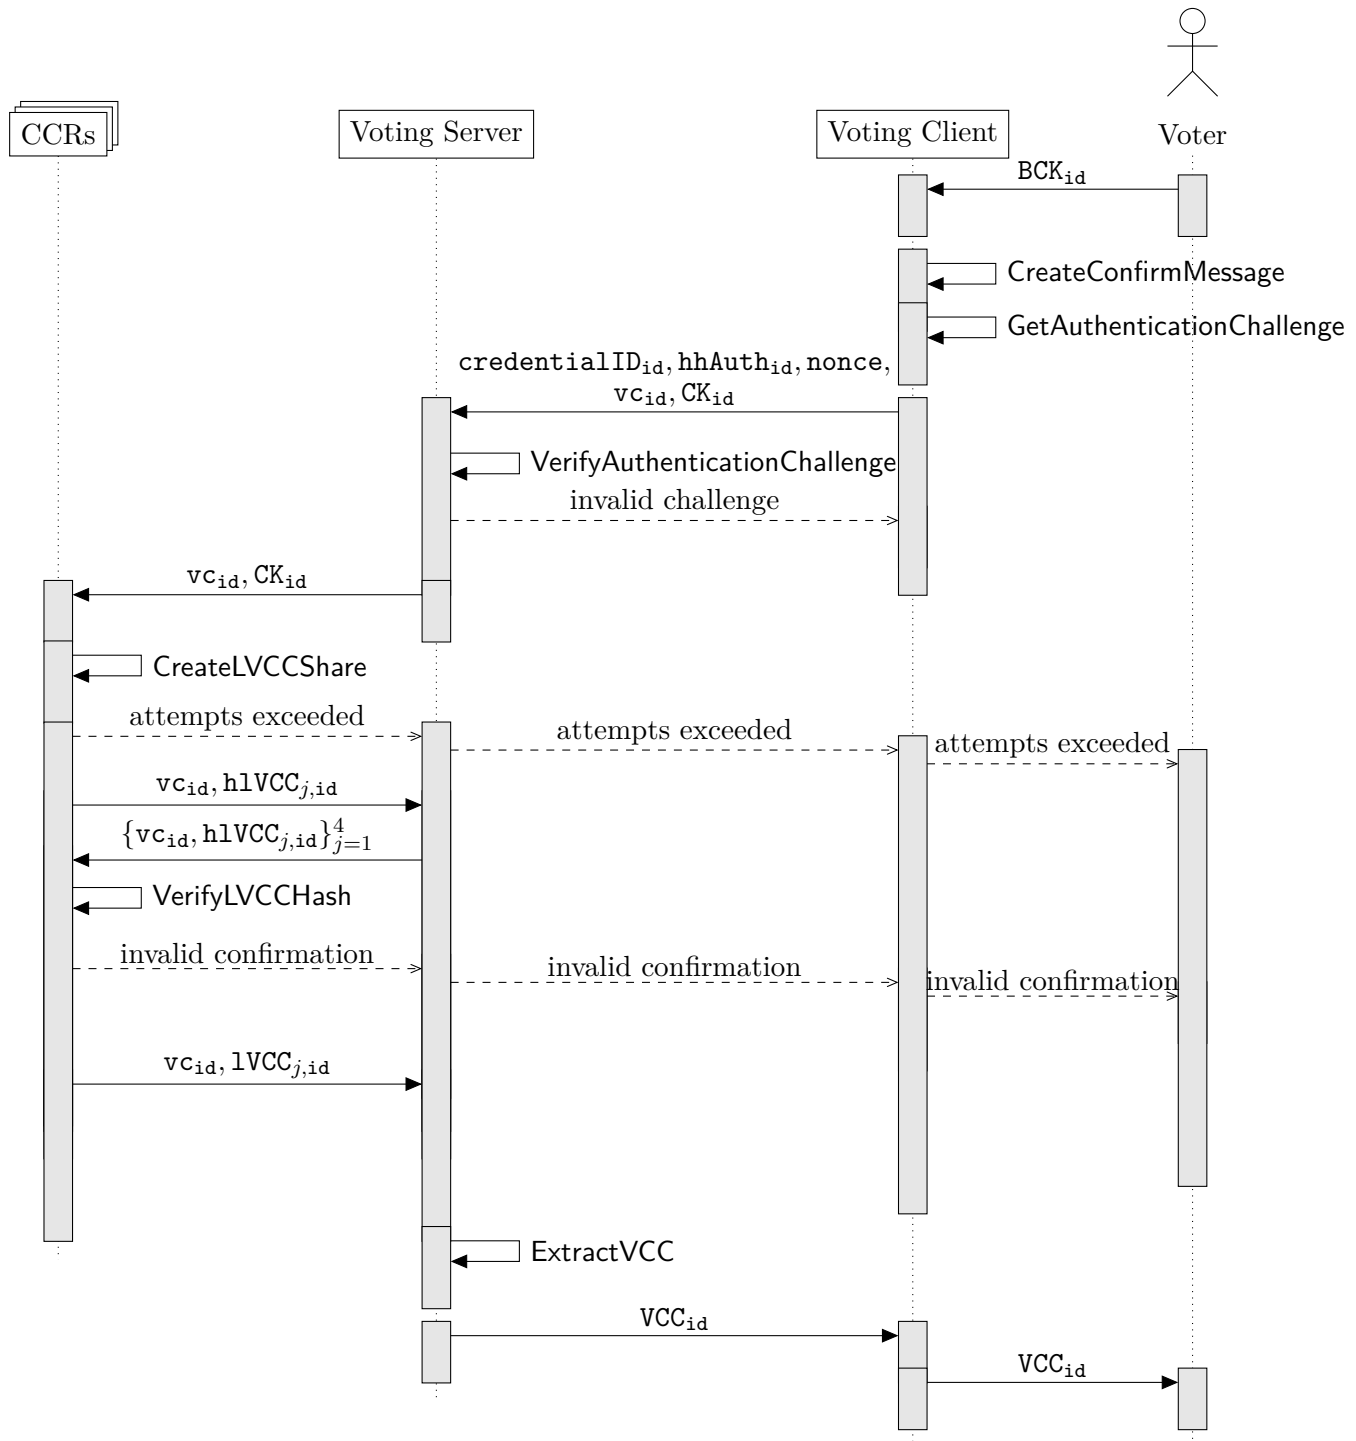 CCRs
Voting Server
Voting Client
Voter
BCK_id
CreateConfirmMessage
GetAuthenticationChallenge
credentialID_id, hhAuth_id, nonce,
vc_id, CK_id
VerifyAuthenticationChallenge
invalid challenge
vc_id, CK_id
CreateLVCCShare
attempts exceeded
attempts exceeded
attempts exceeded
vc_id, hlVCC_j,id
{vc_id, hlVCC_j,id}^4_j=1
VerifyLVCCHash
invalid confirmation
invalid confirmation
invalid confirmation
vc_id, lVCC_j,id
ExtractVCC
VCC_id
VCC_id